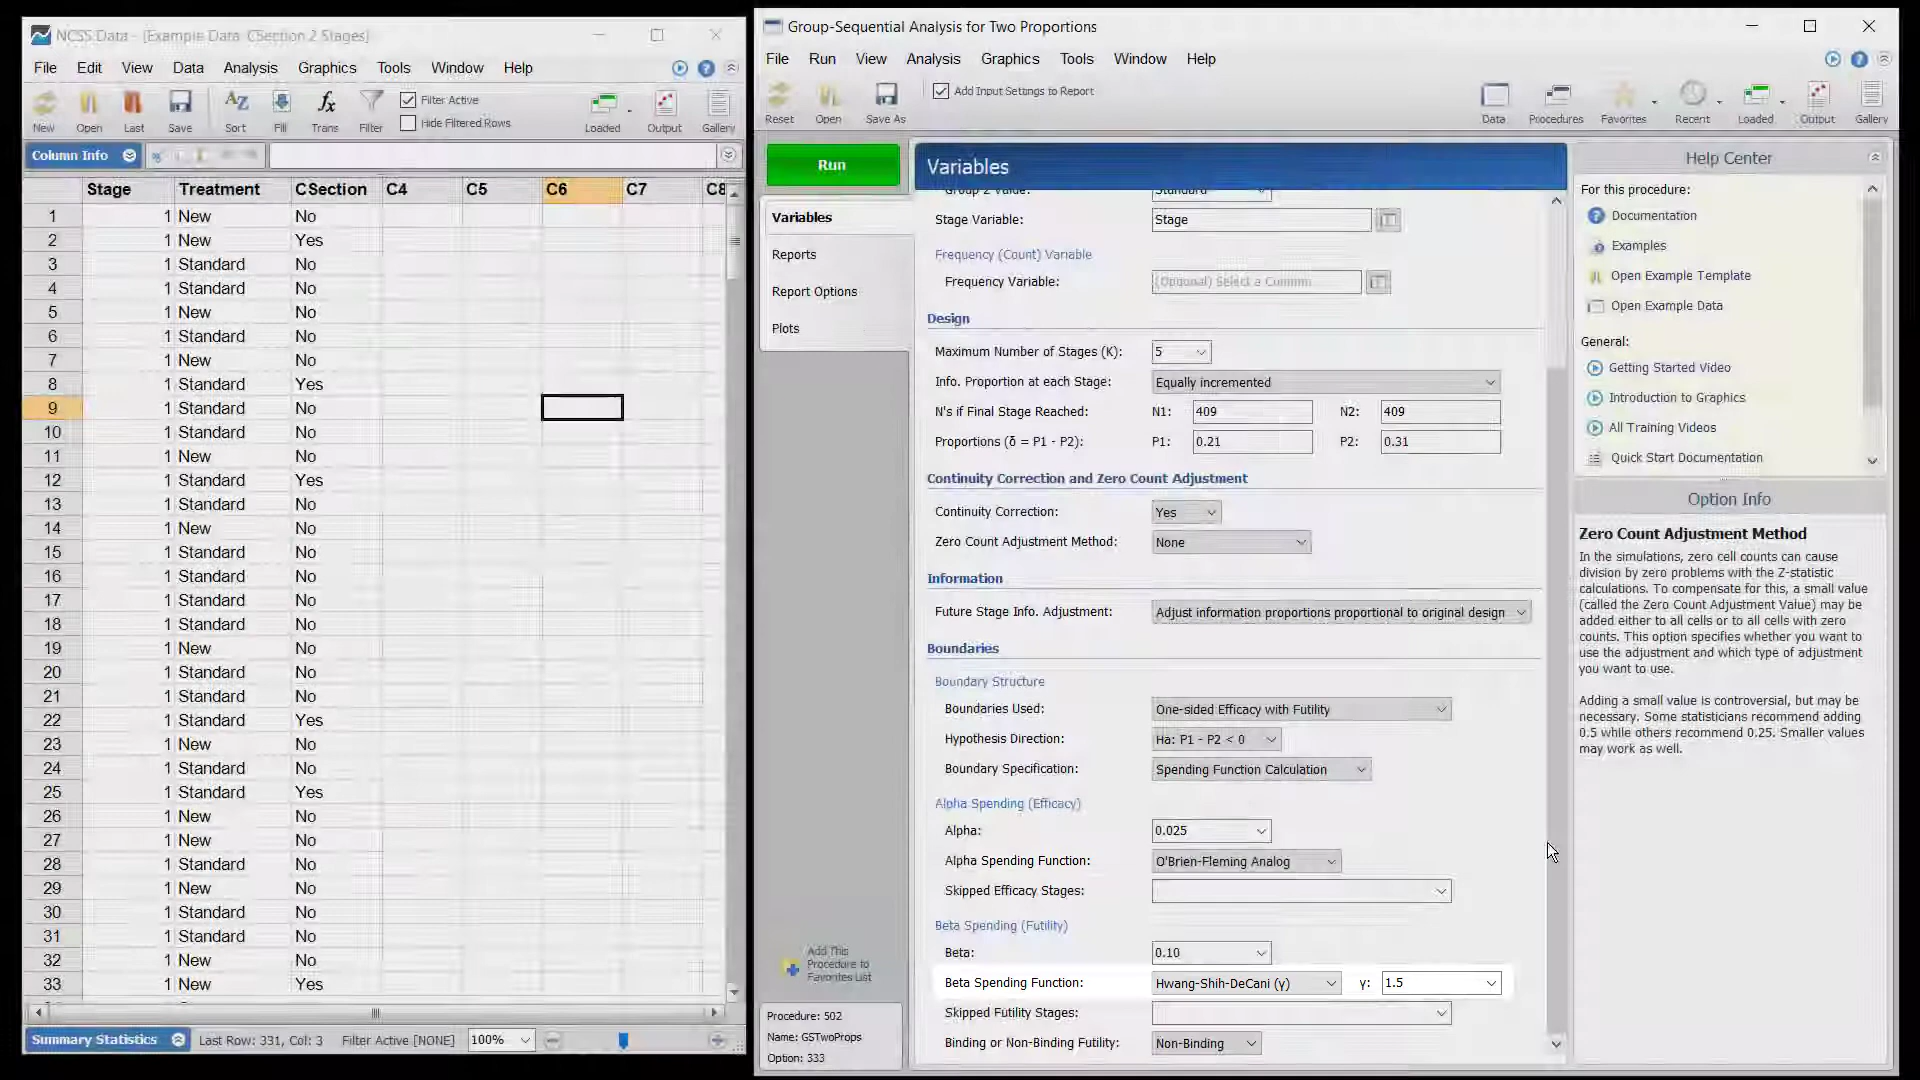 NCSS Data - [Example Data CSection 2 Stages]
File Edit View Data Analysis Graphics Tools Window Help
New Open Last Save Sort Fill Trans Filter
Filter Active
Hide Filtered Rows
Loaded Output Gallery
Column Info
Stage Treatment CSection C4 C5 C6 C7 C8
1 1 New No
2 1 New Yes
3 1 Standard No
4 1 Standard No
5 1 New No
6 1 Standard No
7 1 New No
8 1 Standard Yes
9 1 Standard No
10 1 Standard No
11 1 New No
12 1 Standard Yes
13 1 Standard No
14 1 New No
15 1 Standard No
16 1 Standard No
17 1 Standard No
18 1 Standard No
19 1 New No
20 1 Standard No
21 1 Standard No
22 1 Standard Yes
23 1 New No
24 1 Standard No
25 1 Standard Yes
26 1 New No
27 1 New No
28 1 Standard No
29 1 New No
30 1 Standard No
31 1 Standard No
32 1 New No
33 1 New Yes
Summary Statistics Last Row: 331, Col: 3 Filter Active [NONE] 100%
Group-Sequential Analysis for Two Proportions
File Run View Analysis Graphics Tools Window Help
Reset Open Save As
Add Input Settings to Report
Data Procedures Favorites Recent Loaded Output Gallery
Run
Variables
Reports
Report Options
Plots
Add This
Procedure to
Favorites List
Procedure: 502
Name: GSTwoProps
Option: 333
Variables
Group 2 Value: Standard
Stage Variable: Stage
Frequency (Count) Variable
Frequency Variable: (Optional) Select a Column
Design
Maximum Number of Stages (K): 5
Info. Proportion at each Stage: Equally incremented
N's if Final Stage Reached: N1: 409 N2: 409
Proportions (δ = P1 - P2): P1: 0.21 P2: 0.31
Continuity Correction and Zero Count Adjustment
Continuity Correction: Yes
Zero Count Adjustment Method: None
Information
Future Stage Info. Adjustment: Adjust information proportions proportional to original design
Boundaries
Boundary Structure
Boundaries Used: One-sided Efficacy with Futility
Hypothesis Direction: Ha: P1 - P2 < 0
Boundary Specification: Spending Function Calculation
Alpha Spending (Efficacy)
Alpha: 0.025
Alpha Spending Function: O'Brien-Fleming Analog
Skipped Efficacy Stages:
Beta Spending (Futility)
Beta: 0.10
Beta Spending Function: Hwang-Shih-DeCani (γ) γ: 1.5
Skipped Futility Stages:
Binding or Non-Binding Futility: Non-Binding
Help Center
For this procedure:
Documentation
Examples
Open Example Template
Open Example Data
General:
Getting Started Video
Introduction to Graphics
All Training Videos
Quick Start Documentation
Option Info
Zero Count Adjustment Method
In the simulations, zero cell counts can cause
division by zero problems with the Z-statistic
calculations. To compensate for this, a small value
(called the Zero Count Adjustment Value) may be
added either to all cells or to all cells with zero
counts. This option specifies whether you want to
use the adjustment and which type of adjustment
you want to use.
Adding a small value is controversial, but may be
necessary. Some statisticians recommend adding
0.5 while others recommend 0.25. Smaller values
may work as well.